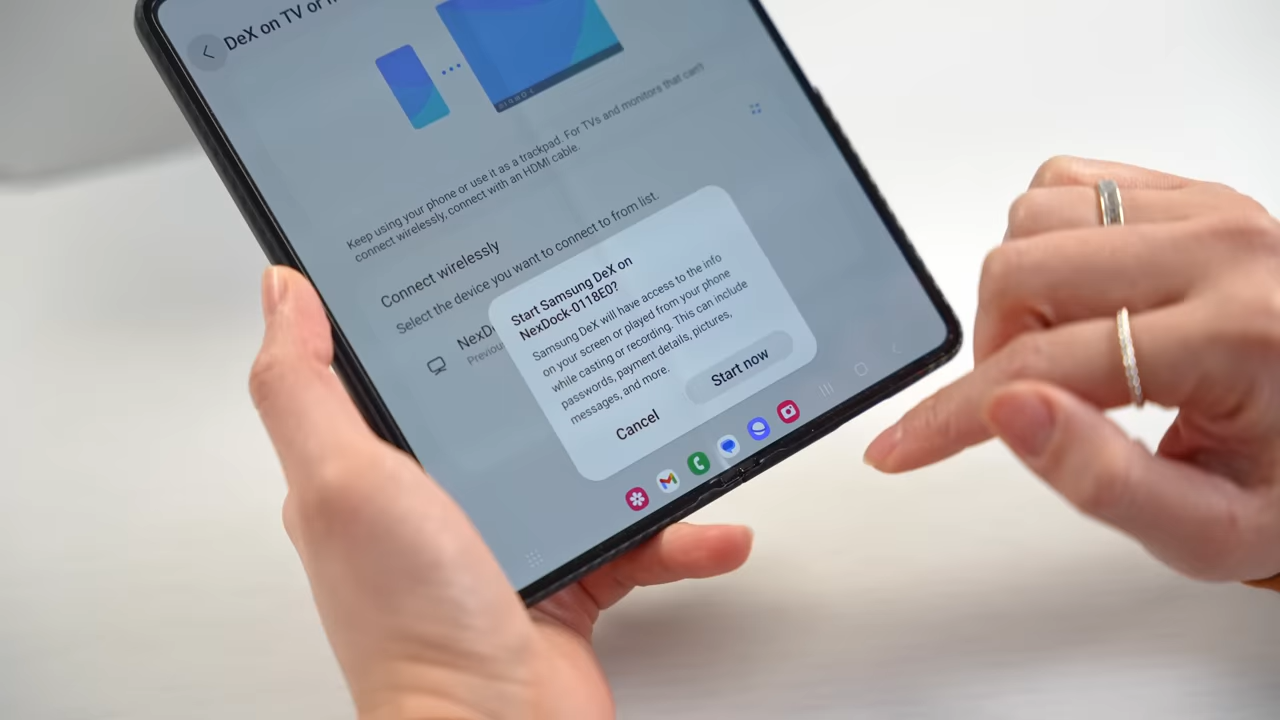 DeX on TV or
Keep using your phone or use it as a trackpad. For TVs and monitors that can't
connect wirelessly, connect with an HDMI cable.
Connect wirelessly
Select the device you want to connect to from list.
NexD
Previou
Start Samsung DeX on
NexDock-0118E0?
Samsung DeX will have access to the info
on your screen or played from your phone
while casting or recording. This can include
passwords, payment details, pictures,
messages, and more.
Cancel
Start now